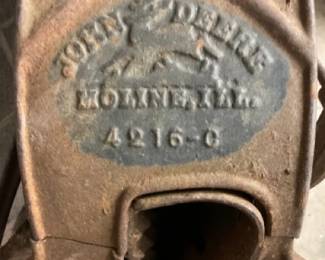 JOHN DEERE
MOLINE, ILL.
4216-C